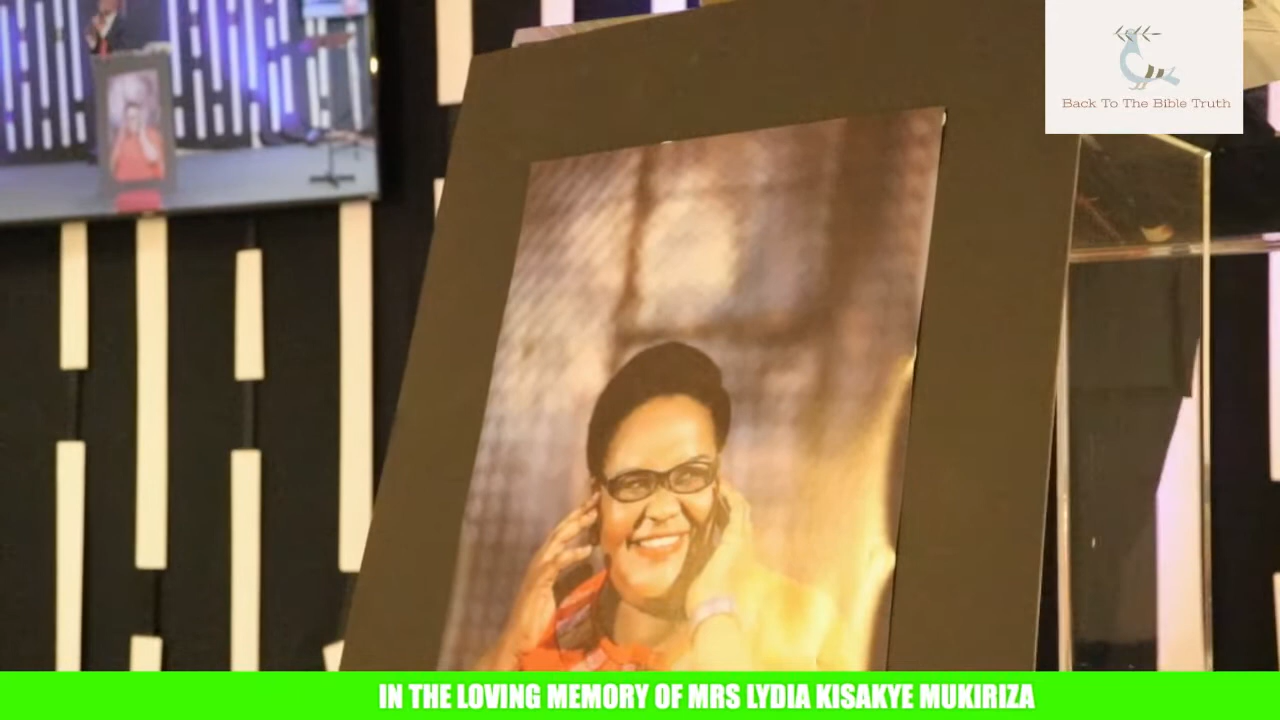 Back To The Bible Truth
IN THE LOVING MEMORY OF MRS LYDIA KISAKYE MUKIRIZA